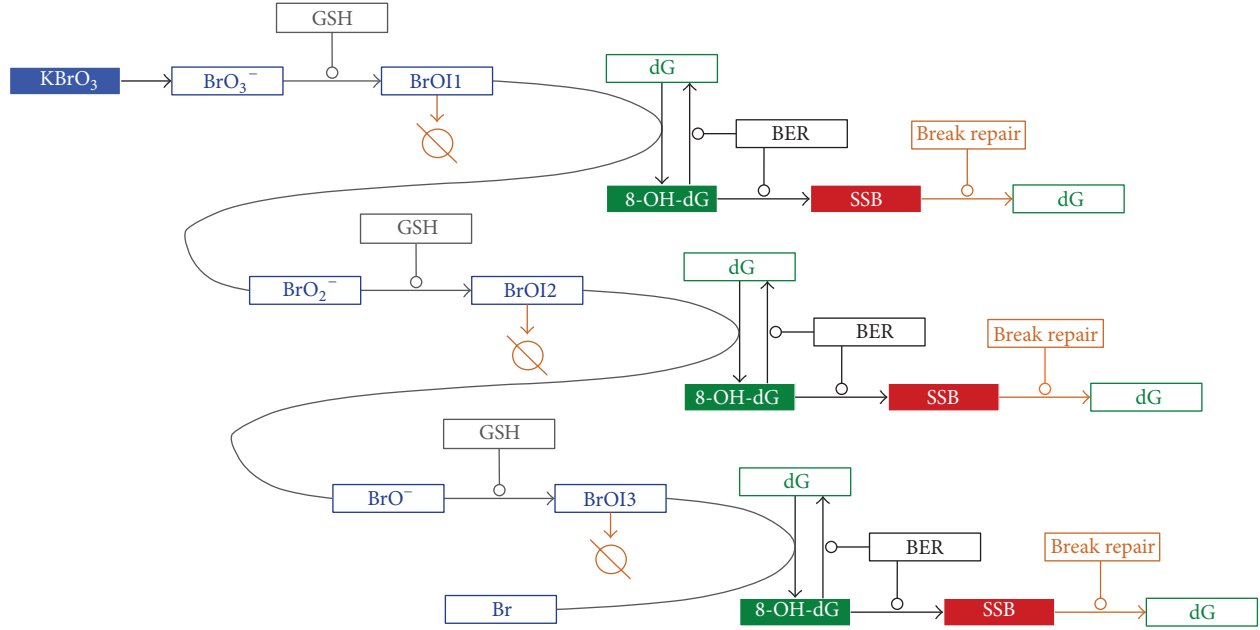 GSH
KBrO₃
BrO₃⁻
BrOI1
dG
BER
Break repair
8-OH-dG
SSB
dG
GSH
BrO₂⁻
BrOI2
dG
BER
Break repair
8-OH-dG
SSB
dG
GSH
BrO⁻
BrOI3
dG
BER
Break repair
Br
8-OH-dG
SSB
dG